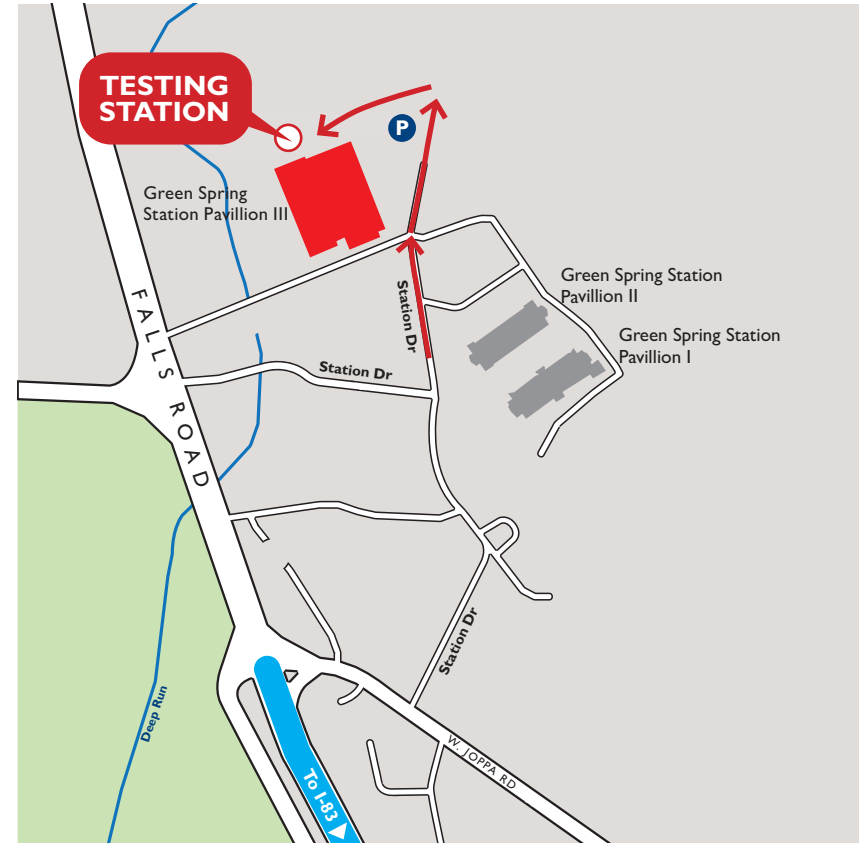 TESTING
STATION
P
Green Spring
Station Pavillion III
Green Spring Station
Pavillion II
Green Spring Station
Pavillion I
Station Dr
FALLS ROAD
Station Dr
Station Dr
Deep Run
To I-83
W. JOPPA RD